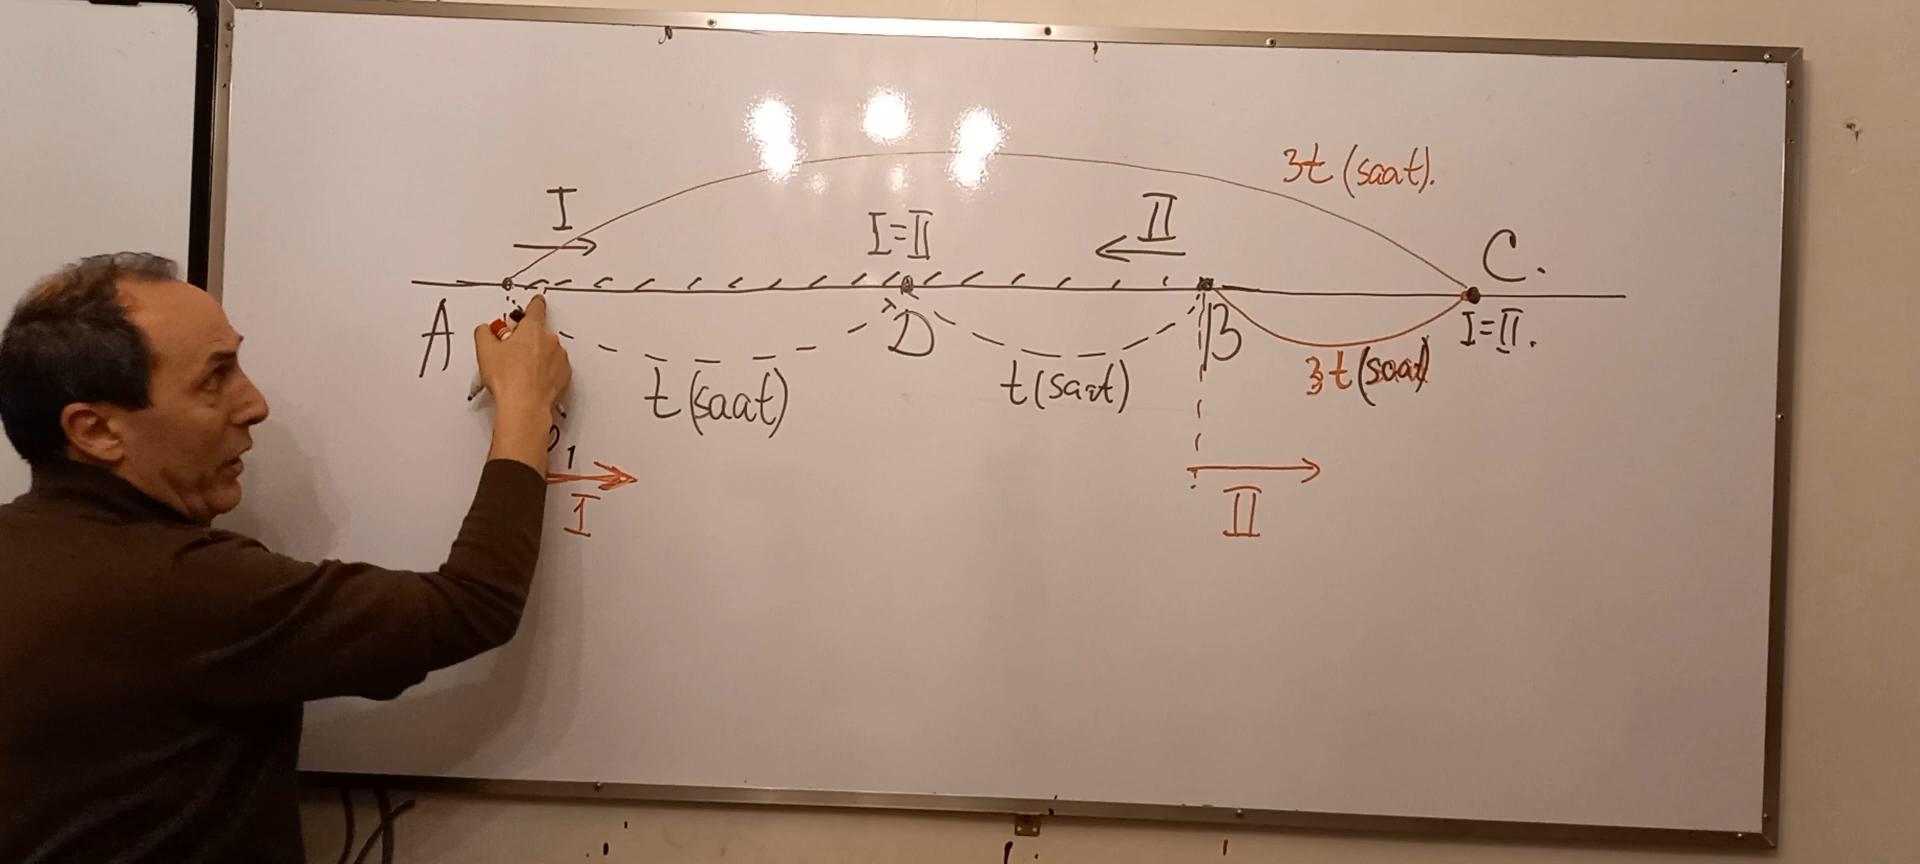 3t (saat).
I
I=II
II
C.
A
D
B
I=II.
t(saat)
t(saat)
3t(saat)
1
I
II